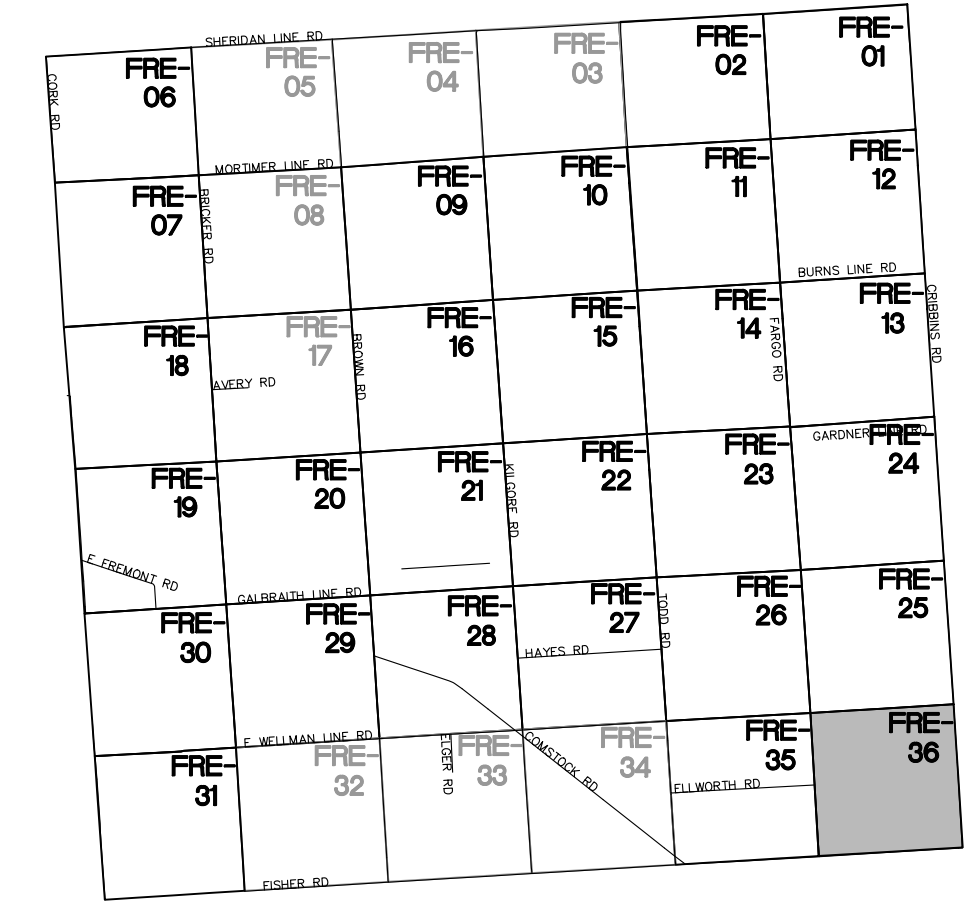 SHERIDAN LINE RD
CORK RD
FRE-
06
FRE-
05
FRE-
04
FRE-
03
FRE-
02
FRE-
01
MORTIMER LINE RD
FRE-
07
BRICKER RD
FRE-
08
FRE-
09
FRE-
10
FRE-
11
FRE-
12
BURNS LINE RD
FRE-
18
FRE-
17
AVERY RD
BROWN RD
FRE-
16
FRE-
15
FRE-
14
FARGO RD
FRE-
13
CRIBBINS RD
GARDNER LINE RD
FRE-
19
E FREMONT RD
FRE-
20
FRE-
21
KILGORE RD
FRE-
22
FRE-
23
FRE-
24
GALBRAITH LINE RD
FRE-
30
FRE-
29
FRE-
28
FRE-
27
HAYES RD
TODD RD
FRE-
26
FRE-
25
E WELLMAN LINE RD
FRE-
31
FRE-
32
ELGER RD
FRE-
33
COMSTOCK RD
FRE-
34
FRE-
35
ELLWORTH RD
FRE-
36
FISHER RD